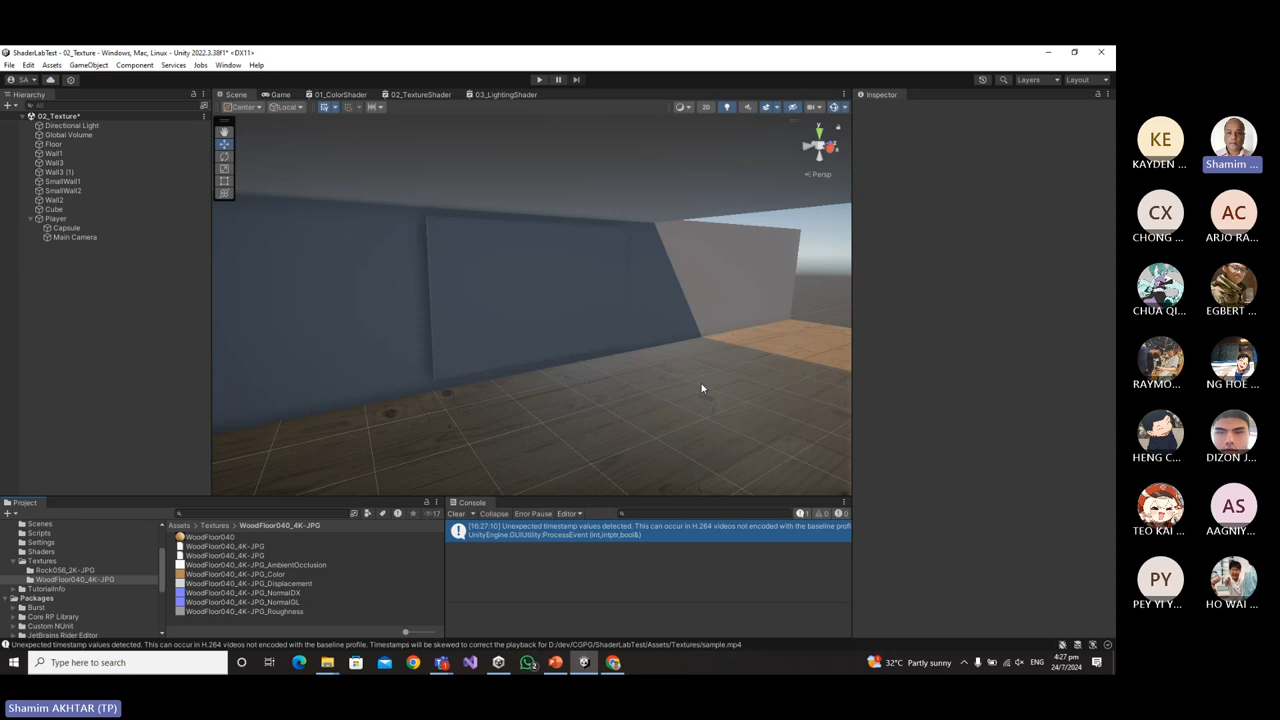 ShaderLabTest - 02_Texture - Windows, Mac, Linux - Unity 2022.3.38f1* <DX11>
File Edit Assets GameObject Component Services Jobs Window Help
SA Layers Layout
Hierarchy Scene Game 01_ColorShader 02_TextureShader 03_LightingShader Inspector
All Center Local 2D
02_Texture*
Directional Light
Global Volume
Floor
Wall1
Wall3
Wall3 (1)
SmallWall1
SmallWall2
Wall2
Cube
Player
Capsule
Main Camera
y
z
Persp
Project
Console
Clear Collapse Error Pause Editor 1 0 0
17
Scenes
Scripts
Settings
Shaders
Textures
Rock056_2K-JPG
WoodFloor040_4K-JPG
TutorialInfo
Packages
Burst
Core RP Library
Custom NUnit
JetBrains Rider Editor
Assets Textures WoodFloor040_4K-JPG
WoodFloor040
WoodFloor040_4K-JPG
WoodFloor040_4K-JPG
WoodFloor040_4K-JPG_AmbientOcclusion
WoodFloor040_4K-JPG_Color
WoodFloor040_4K-JPG_Displacement
WoodFloor040_4K-JPG_NormalDX
WoodFloor040_4K-JPG_NormalGL
WoodFloor040_4K-JPG_Roughness
[16:27:10] Unexpected timestamp values detected. This can occur in H.264 videos not encoded with the baseline profi
UnityEngine.GUIUtility:ProcessEvent (int,intptr,bool&)
Unexpected timestamp values detected. This can occur in H.264 videos not encoded with the baseline profile. Timestamps will be skewed to correct the playback for D:/dev/CGPG/ShaderLabTest/Assets/Textures/sample.mp4
Type here to search
2
32°C Partly sunny
ENG
4:27 pm
24/7/2024
KE
KAYDEN ...
Shamim ...
CX
CHONG ...
AC
ARJO RA...
CHUA QI...
EGBERT ...
RAYMO...
NG HOE ...
HENG C...
DIZON J...
TEO KAI ...
AS
AAGNIY...
PY
PEY YI Y...
HO WAI ...
Shamim AKHTAR (TP)